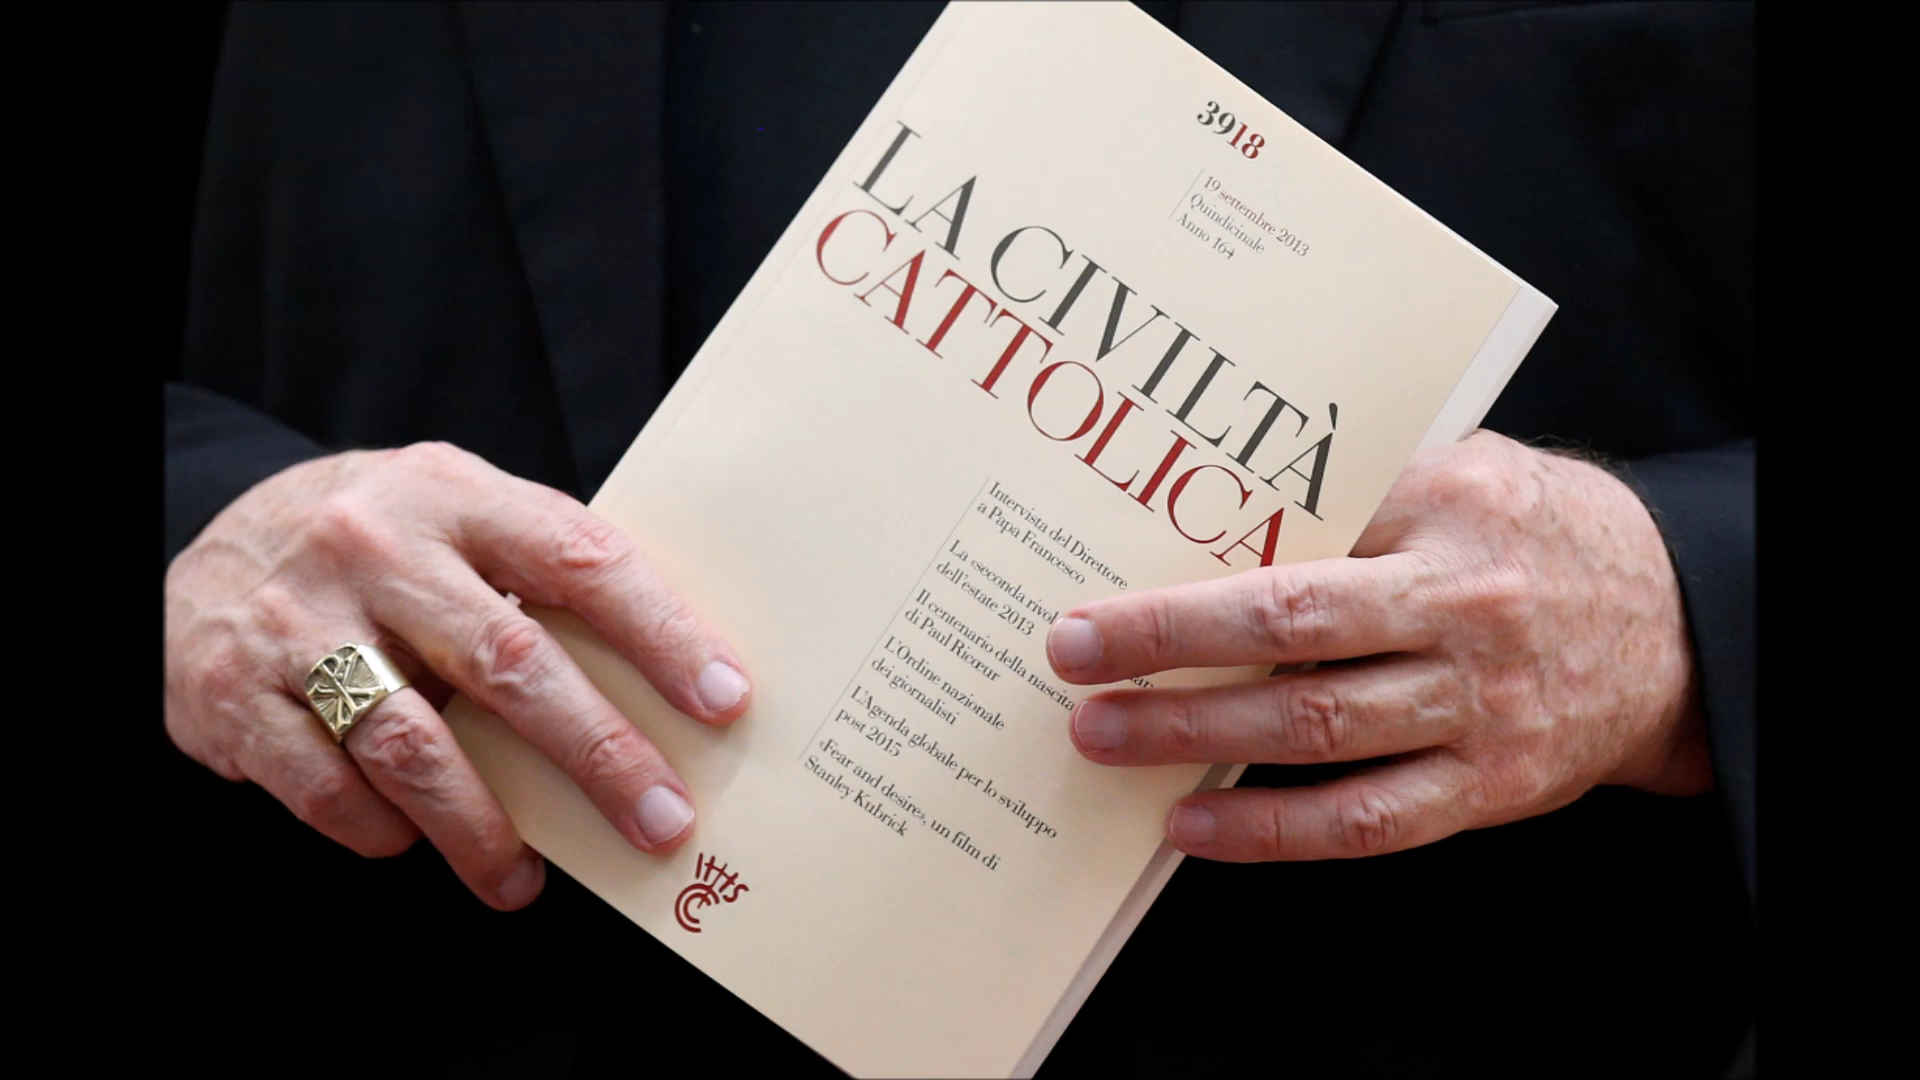 3918
19 settembre 2013
Quindicinale
Anno 164
LA CIVILTÀ
CATTOLICA
Intervista del Direttore
a Papa Francesco
La «seconda
dell'estate 2013
Il centenario della nascita
di Paul Ricœur
L'Ordine nazionale
dei giornalisti
L'Agenda globale per lo sviluppo
post 2015
«Fear and desire», un film di
Stanley Kubrick
IHS